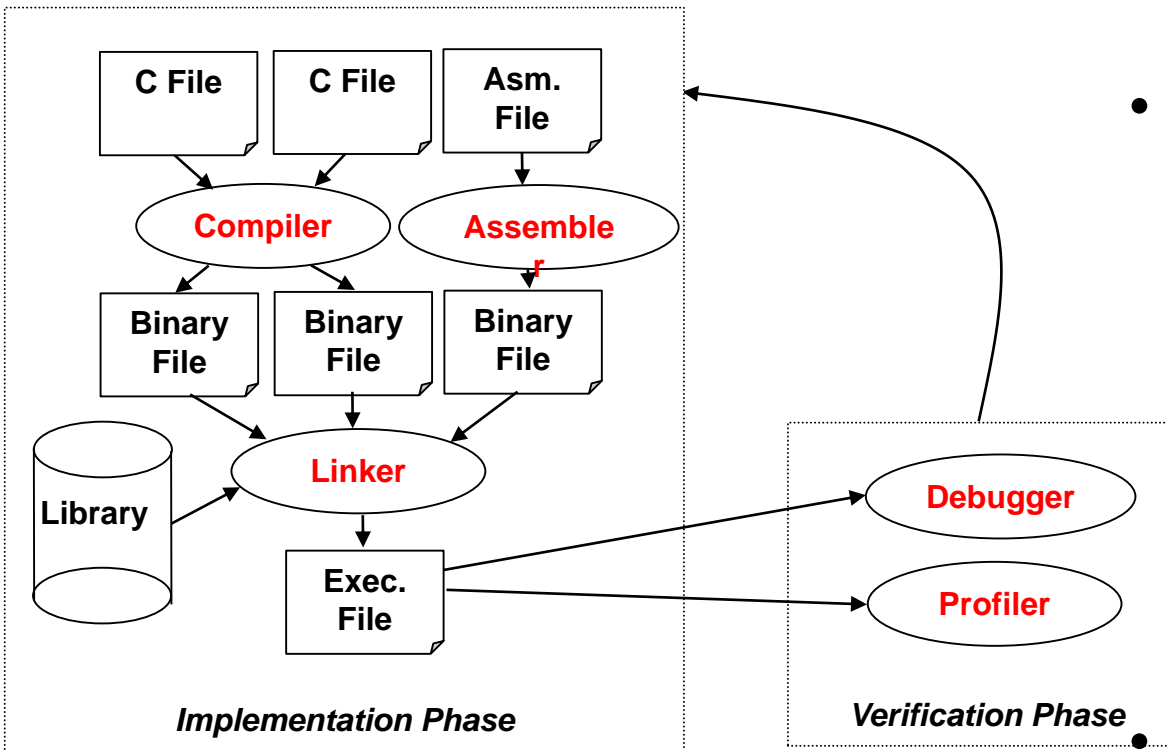 C File
C File
Asm.
File
Compiler
Assemble
r
Binary
File
Binary
File
Binary
File
Linker
Library
Exec.
File
Implementation Phase
Debugger
Profiler
Verification Phase